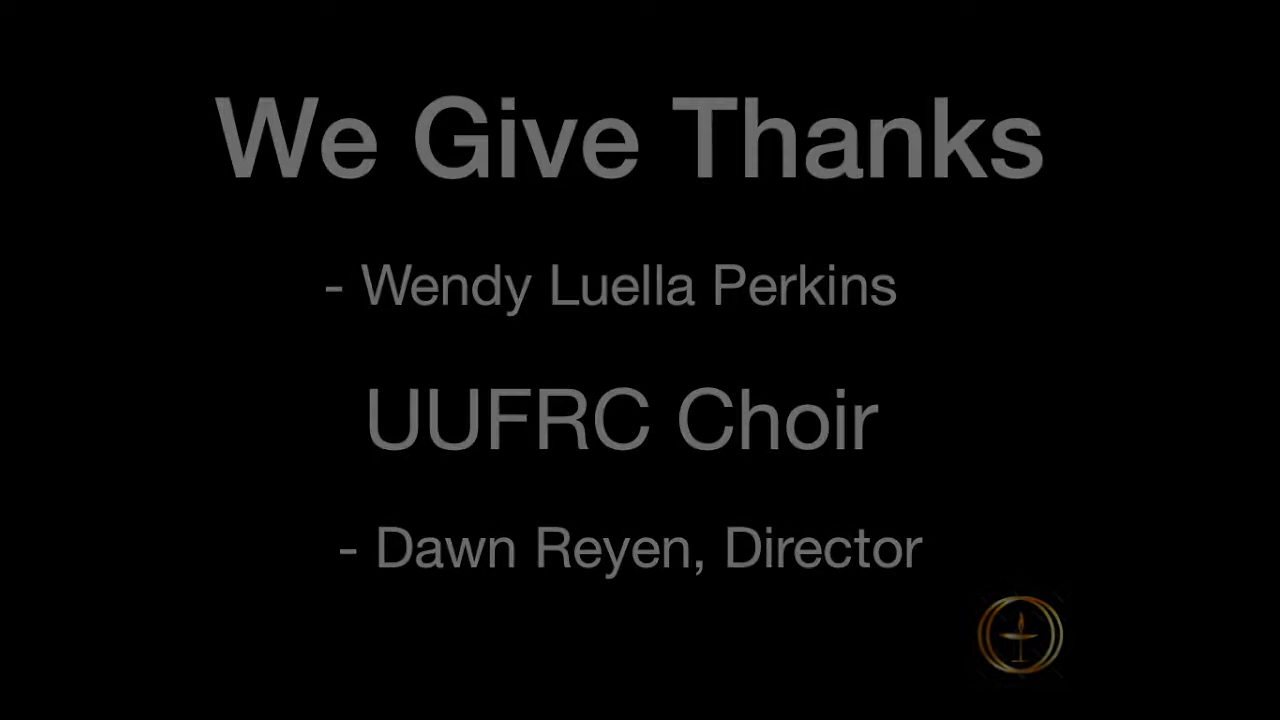 We Give Thanks
- Wendy Luella Perkins
UUFRC Choir
- Dawn Reyen, Director